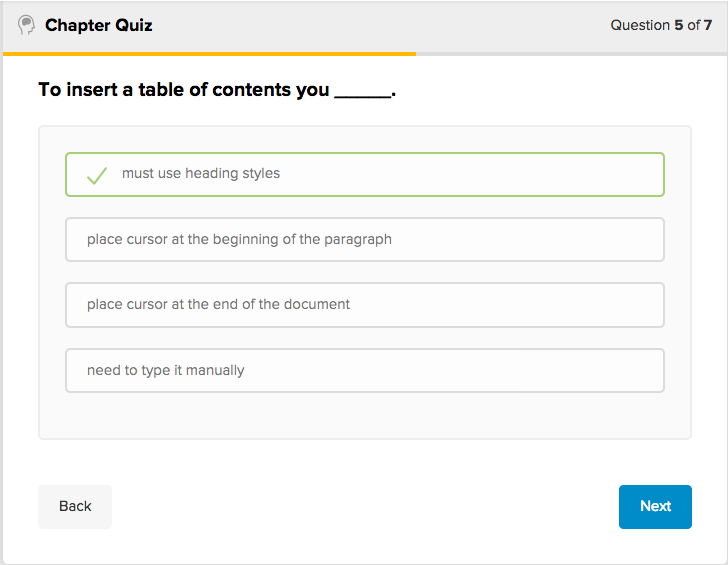 Chapter Quiz
Question 5 of 7
To insert a table of contents you _____.
must use heading styles
place cursor at the beginning of the paragraph
place cursor at the end of the document
need to type it manually
Back
Next